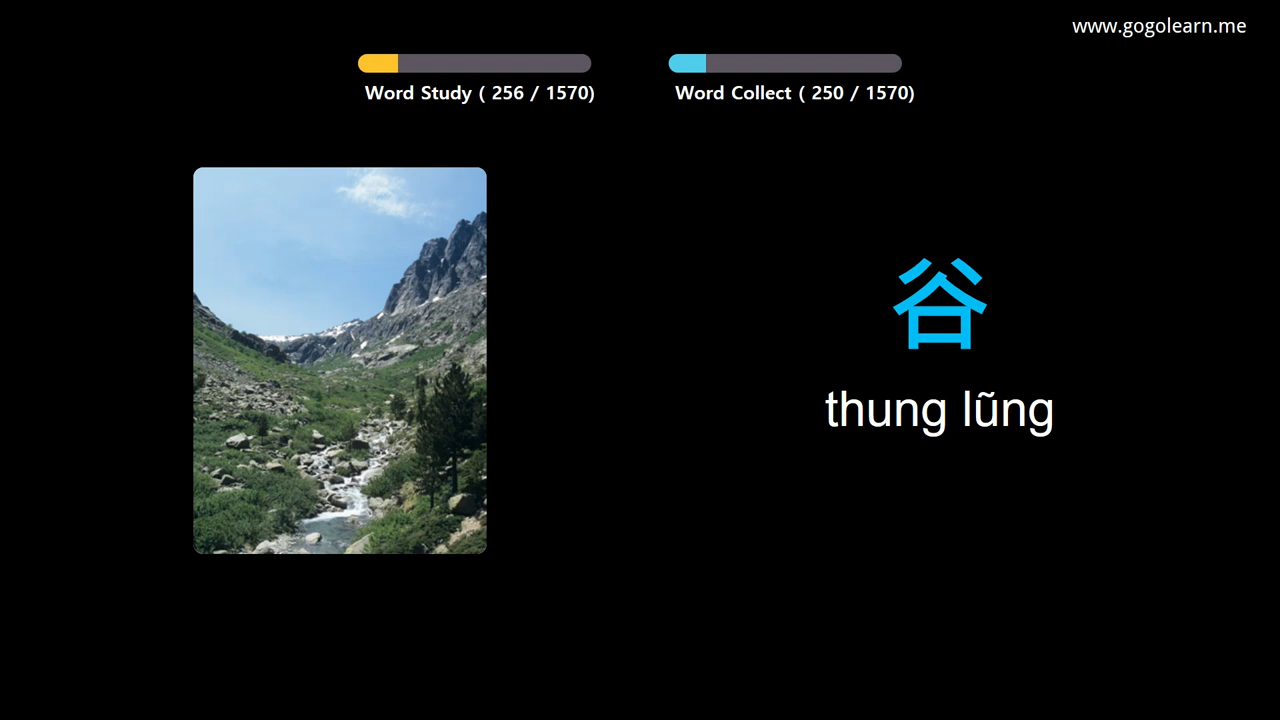 www.gogolearn.me
Word Study ( 256 / 1570)
Word Collect ( 250 / 1570)
谷
thung lũng